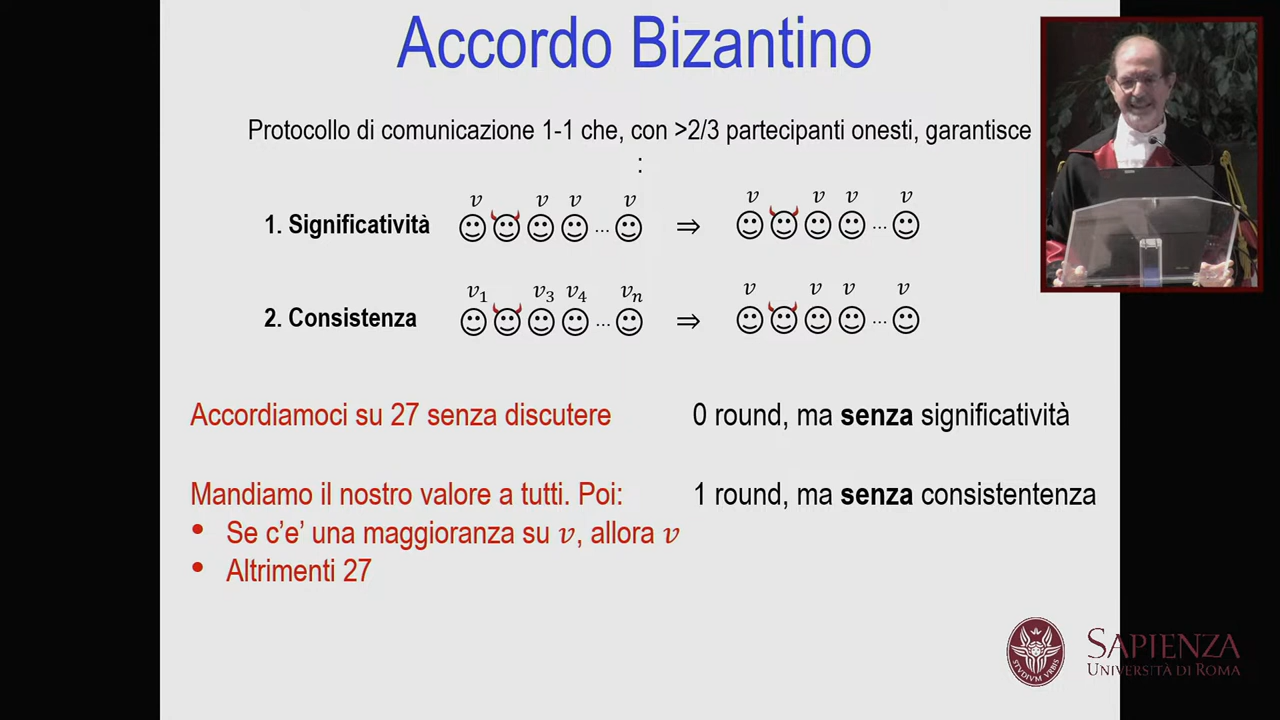 Accordo Bizantino
Protocollo di comunicazione 1-1 che, con >2/3 partecipanti onesti, garantisce
:
v v v v v v v v
1. Significatività ... ⇒ ...
v₁ v₃ v₄ vₙ v v v v
2. Consistenza ... ⇒ ...
Accordiamoci su 27 senza discutere 0 round, ma senza significatività
Mandiamo il nostro valore a tutti. Poi: 1 round, ma senza consistentenza
• Se c'e' una maggioranza su v, allora v
• Altrimenti 27
STVDIVM VRBIS
SAPIENZA
UNIVERSITÀ DI ROMA